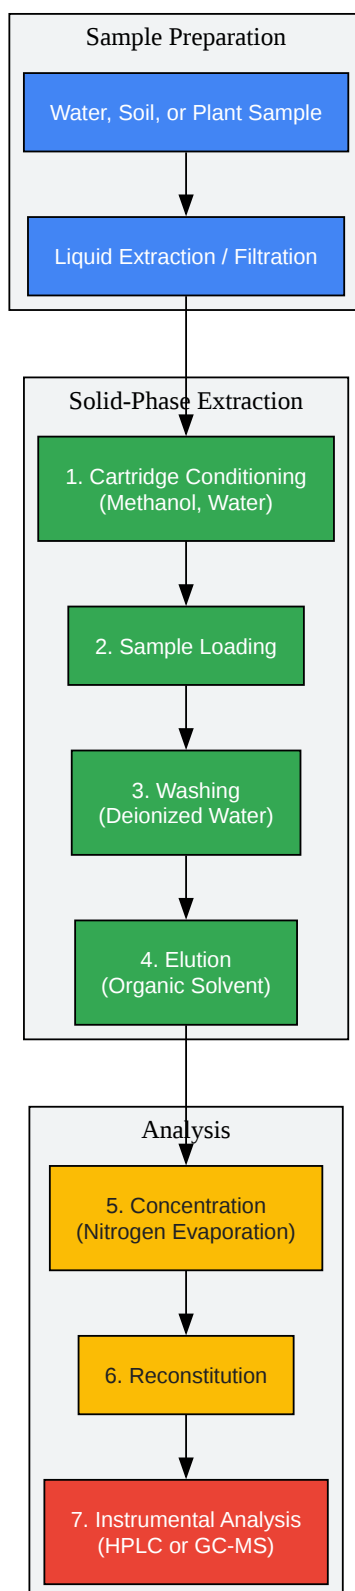 Sample Preparation
Water, Soil, or Plant Sample
Liquid Extraction / Filtration
Solid-Phase Extraction
1. Cartridge Conditioning
(Methanol, Water)
2. Sample Loading
3. Washing
(Deionized Water)
4. Elution
(Organic Solvent)
Analysis
5. Concentration
(Nitrogen Evaporation)
6. Reconstitution
7. Instrumental Analysis
(HPLC or GC-MS)